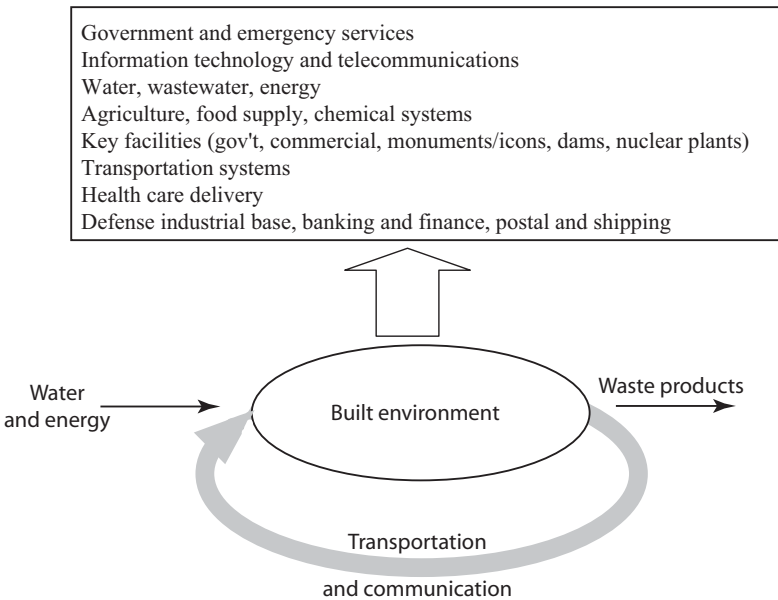 Government and emergency services
Information technology and telecommunications
Water, wastewater, energy
Agriculture, food supply, chemical systems
Key facilities (gov't, commercial, monuments/icons, dams, nuclear plants)
Transportation systems
Health care delivery
Defense industrial base, banking and finance, postal and shipping
Water
and energy
Built environment
Waste products
Transportation
and communication